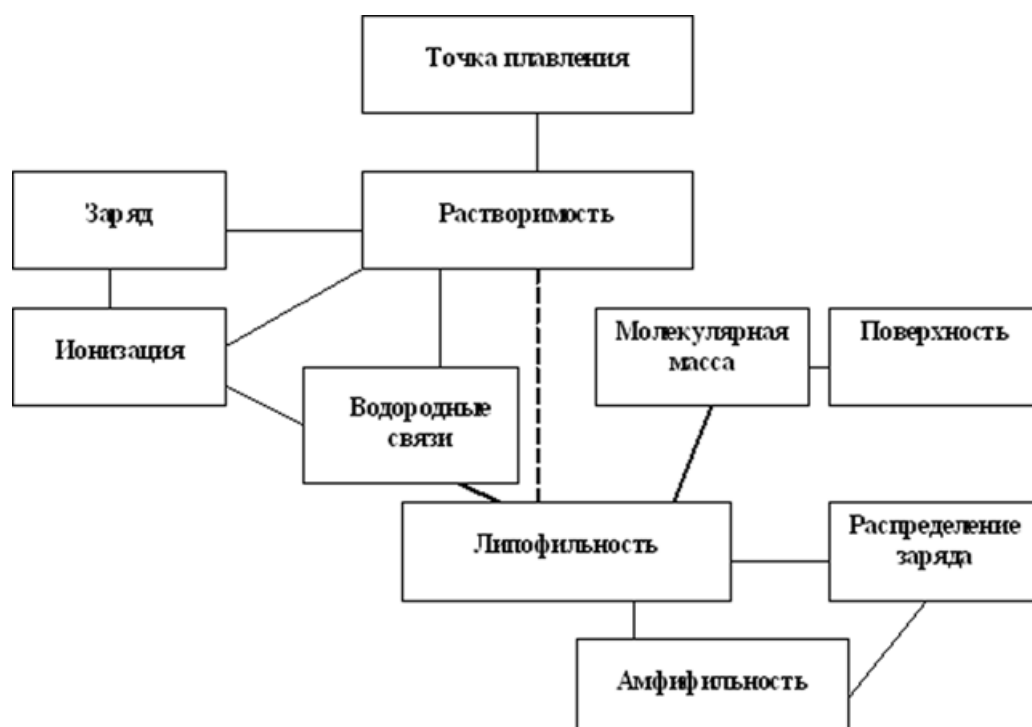 Точка плавления
Заряд
Растворимость
Ионизация
Молекулярная
масса
Поверхность
Водородные
связи
Липофильность
Распределение
заряда
Амфифильность